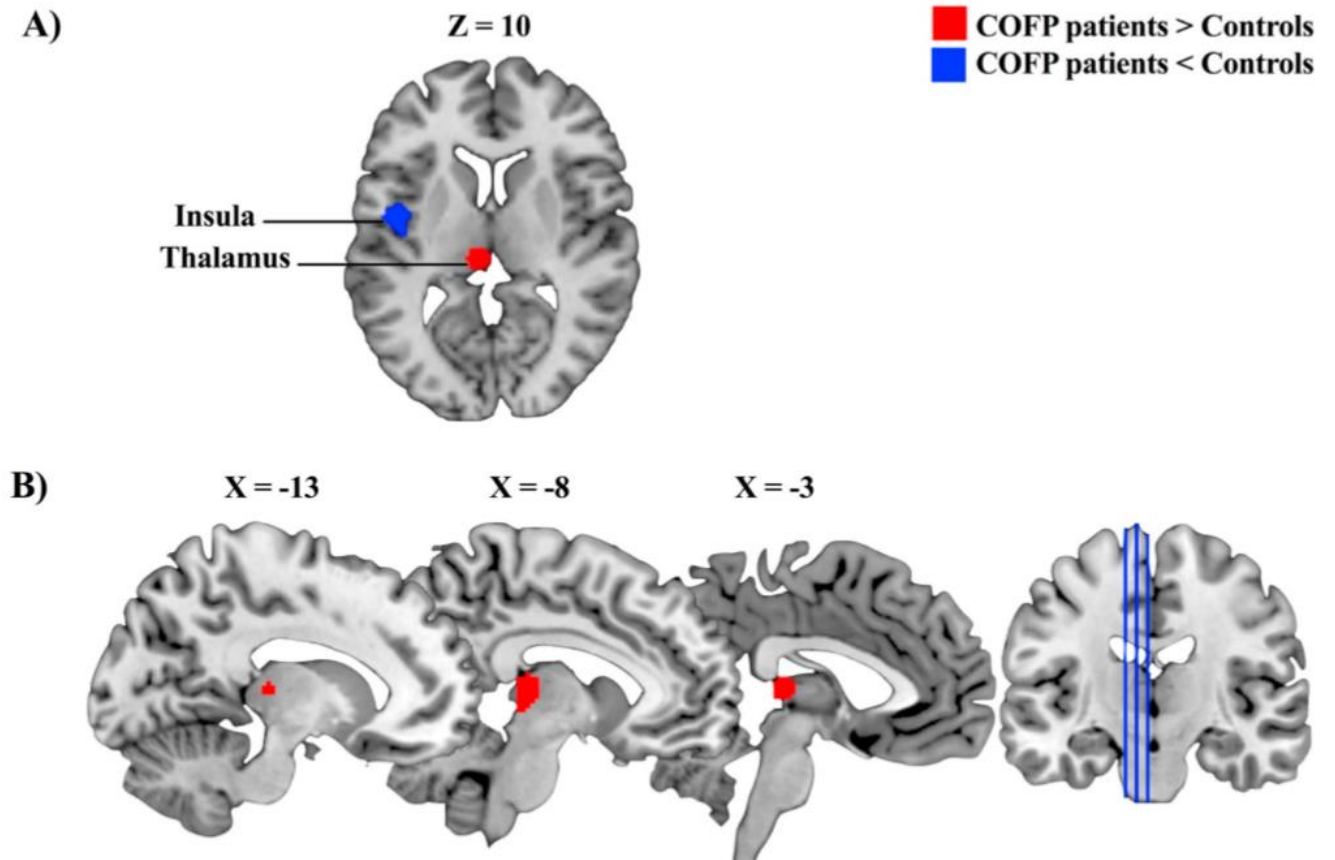 A)
Z = 10
COFP patients > Controls
COFP patients < Controls
Insula
Thalamus
B)
X = -13
X = -8
X = -3